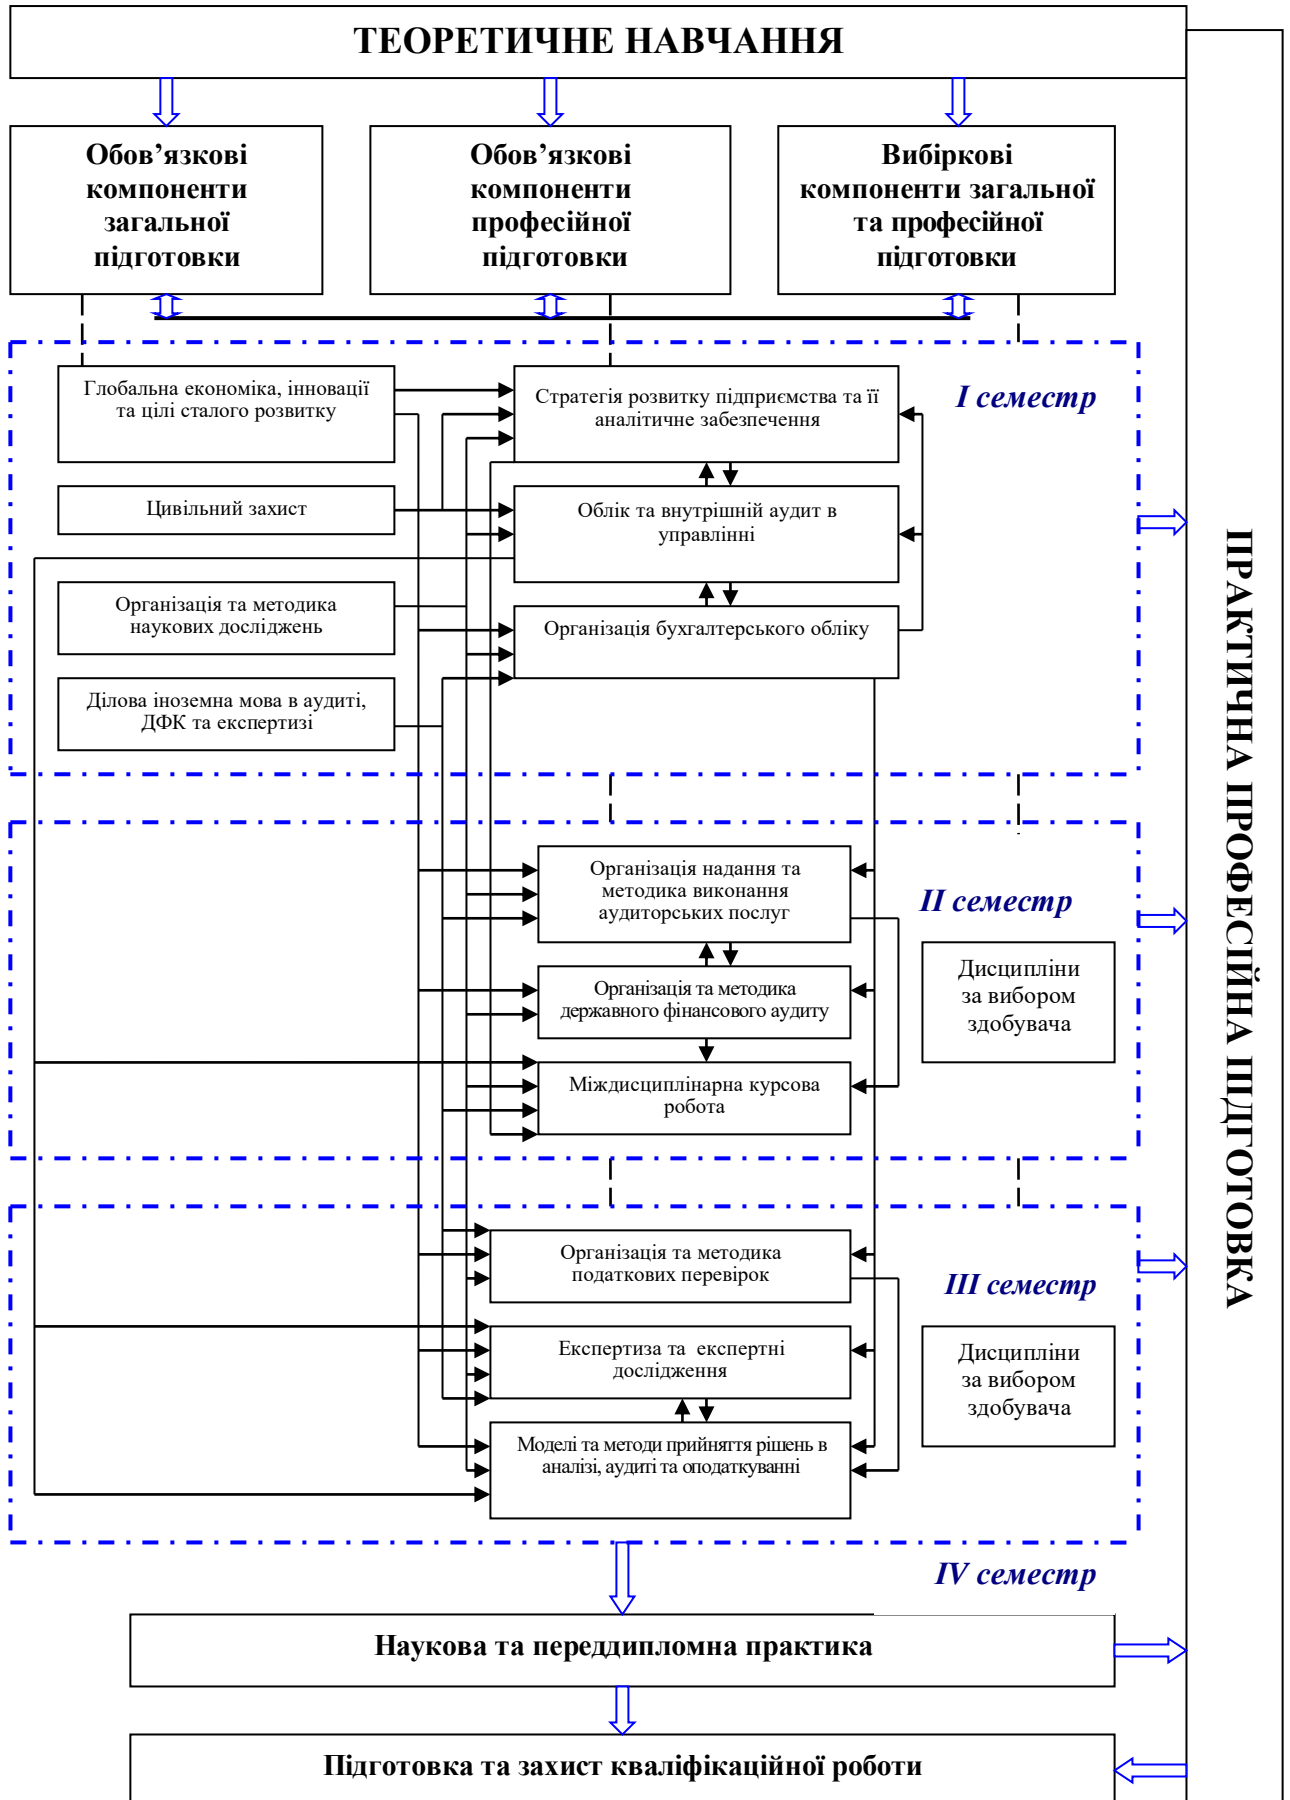 ТЕОРЕТИЧНЕ НАВЧАННЯ
Обов’язкові
компоненти
загальної
підготовки
Обов’язкові
компоненти
професійної
підготовки
Вибіркові
компоненти загальної
та професійної
підготовки
I семестр
Глобальна економіка, інновації
та цілі сталого розвитку
Стратегія розвитку підприємства та її
аналітичне забезпечення
Цивільний захист
Облік та внутрішній аудит в
управлінні
Організація та методика
наукових досліджень
Організація бухгалтерського обліку
Ділова іноземна мова в аудиті,
ДФК та експертизі
II семестр
Організація надання та
методика виконання
аудиторських послуг
Дисципліни
за вибором
здобувача
Організація та методика
державного фінансового аудиту
Міждисциплінарна курсова
робота
III семестр
Організація та методика
податкових перевірок
Дисципліни
за вибором
здобувача
Експертиза та експертні
дослідження
Моделі та методи прийняття рішень в
аналізі, аудиті та оподаткуванні
IV семестр
Наукова та переддипломна практика
Підготовка та захист кваліфікаційної роботи
ПРАКТИЧНА ПРОФЕСІЙНА ПІДГОТОВКА